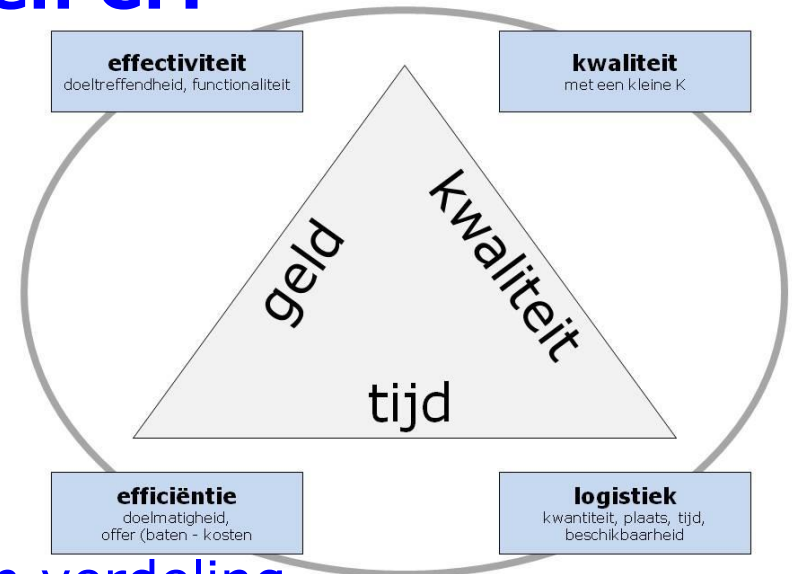 effectiviteit
doeltreffendheid, functionaliteit
kwaliteit
met een kleine K
geld
kwaliteit
tijd
efficiëntie
doelmatigheid,
offer (baten - kosten
logistiek
kwantiteit, plaats, tijd,
beschikbaarheid
verdeling